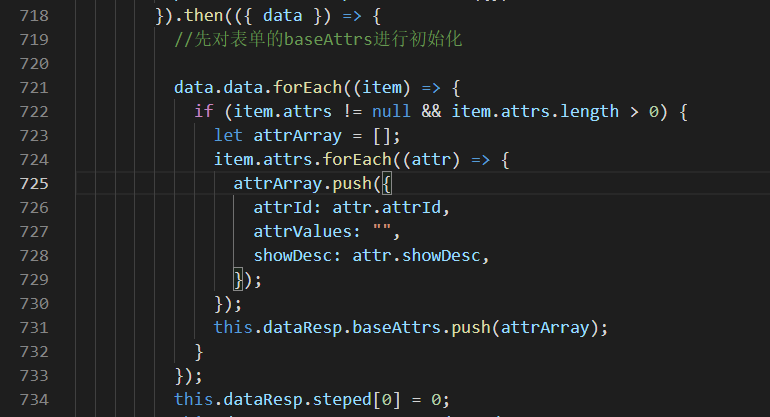 718 }).then(({ data }) => {
719 //先对表单的baseAttrs进行初始化
720
721 data.data.forEach((item) => {
722 if (item.attrs != null && item.attrs.length > 0) {
723 let attrArray = [];
724 item.attrs.forEach((attr) => {
725 attrArray.push({
726 attrId: attr.attrId,
727 attrValues: "",
728 showDesc: attr.showDesc,
729 });
730 });
731 this.dataResp.baseAttrs.push(attrArray);
732 }
733 });
734 this.dataResp.steped[0] = 0;